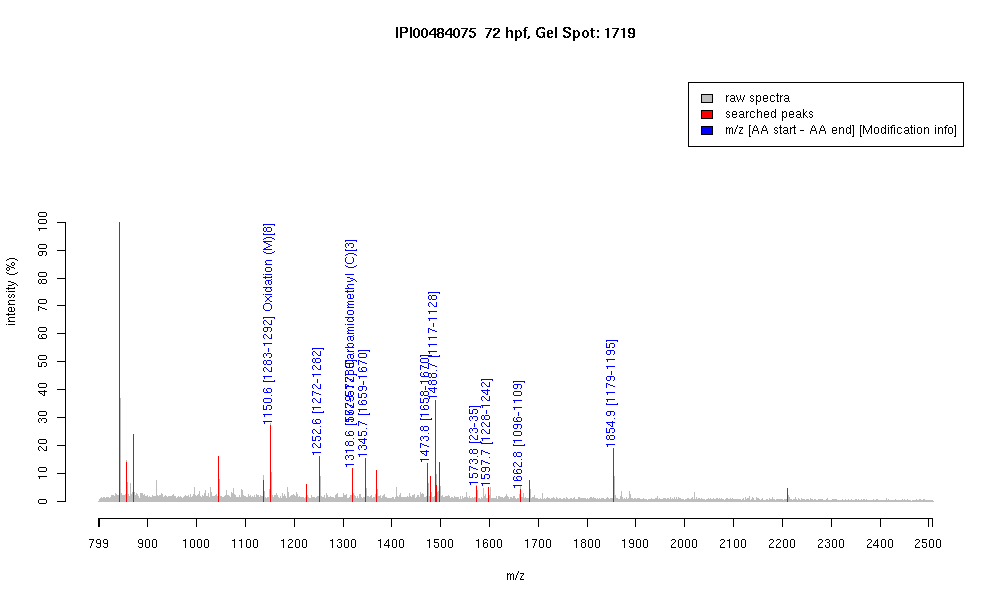 IPI00484075 72 hpf, Gel Spot: 1719
raw spectra
searched peaks
m/z [AA start - AA end] [Modification info]
intensity (%)
100
90
80
70
60
50
40
30
20
10
0
1150.6 [1283-1292] Oxidation (M)[8]
1252.6 [1272-1282]
1318.6
Carbamidomethyl (C)[3]
1345.7 [1659-1670]
1473.8 [1658-1670]
1488.7 [1117-1128]
1573.8 [23-35]
1597.7 [1228-1242]
1662.8 [1096-1109]
1854.9 [1179-1195]
799 900 1000 1100 1200 1300 1400 1500 1600 1700 1800 1900 2000 2100 2200 2300 2400 2500
m/z